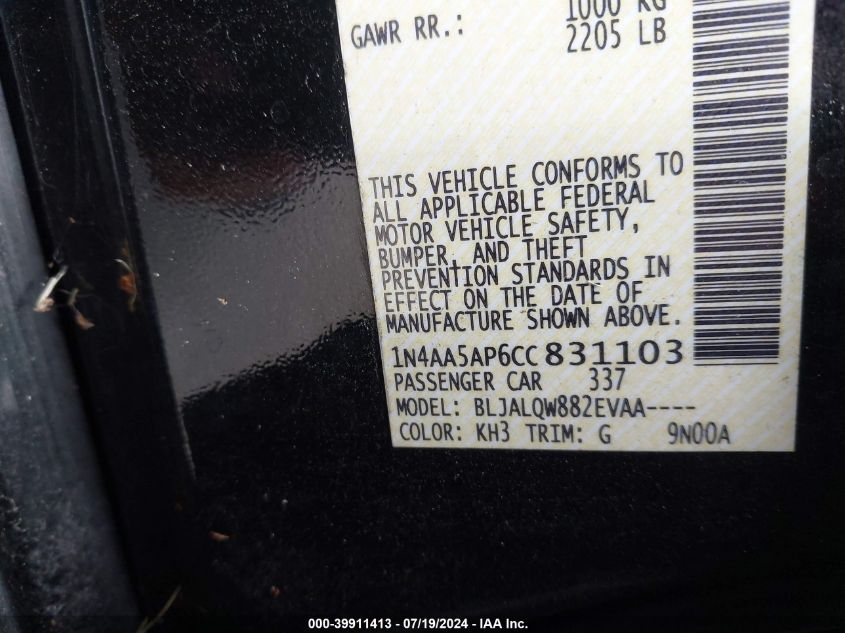 GAWR RR.: 1000 KG
2205 LB
THIS VEHICLE CONFORMS TO
ALL APPLICABLE FEDERAL
MOTOR VEHICLE SAFETY,
BUMPER, AND THEFT
PREVENTION STANDARDS IN
EFFECT ON THE DATE OF
MANUFACTURE SHOWN ABOVE.
1N4AA5AP6CC831103
PASSENGER CAR 337
MODEL: BLJALQW882EVAA----
COLOR: KH3 TRIM: G 9N00A
000-39911413 - 07/19/2024 - IAA Inc.